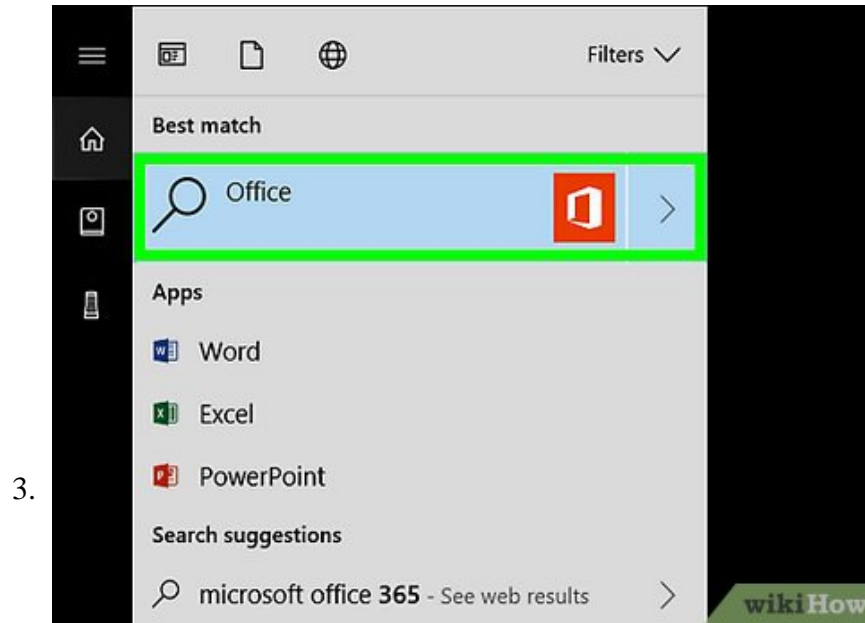 Filters
Best match
Office
Apps
Word
Excel
PowerPoint
3.
Search suggestions
microsoft office 365 - See web results
wikiHow